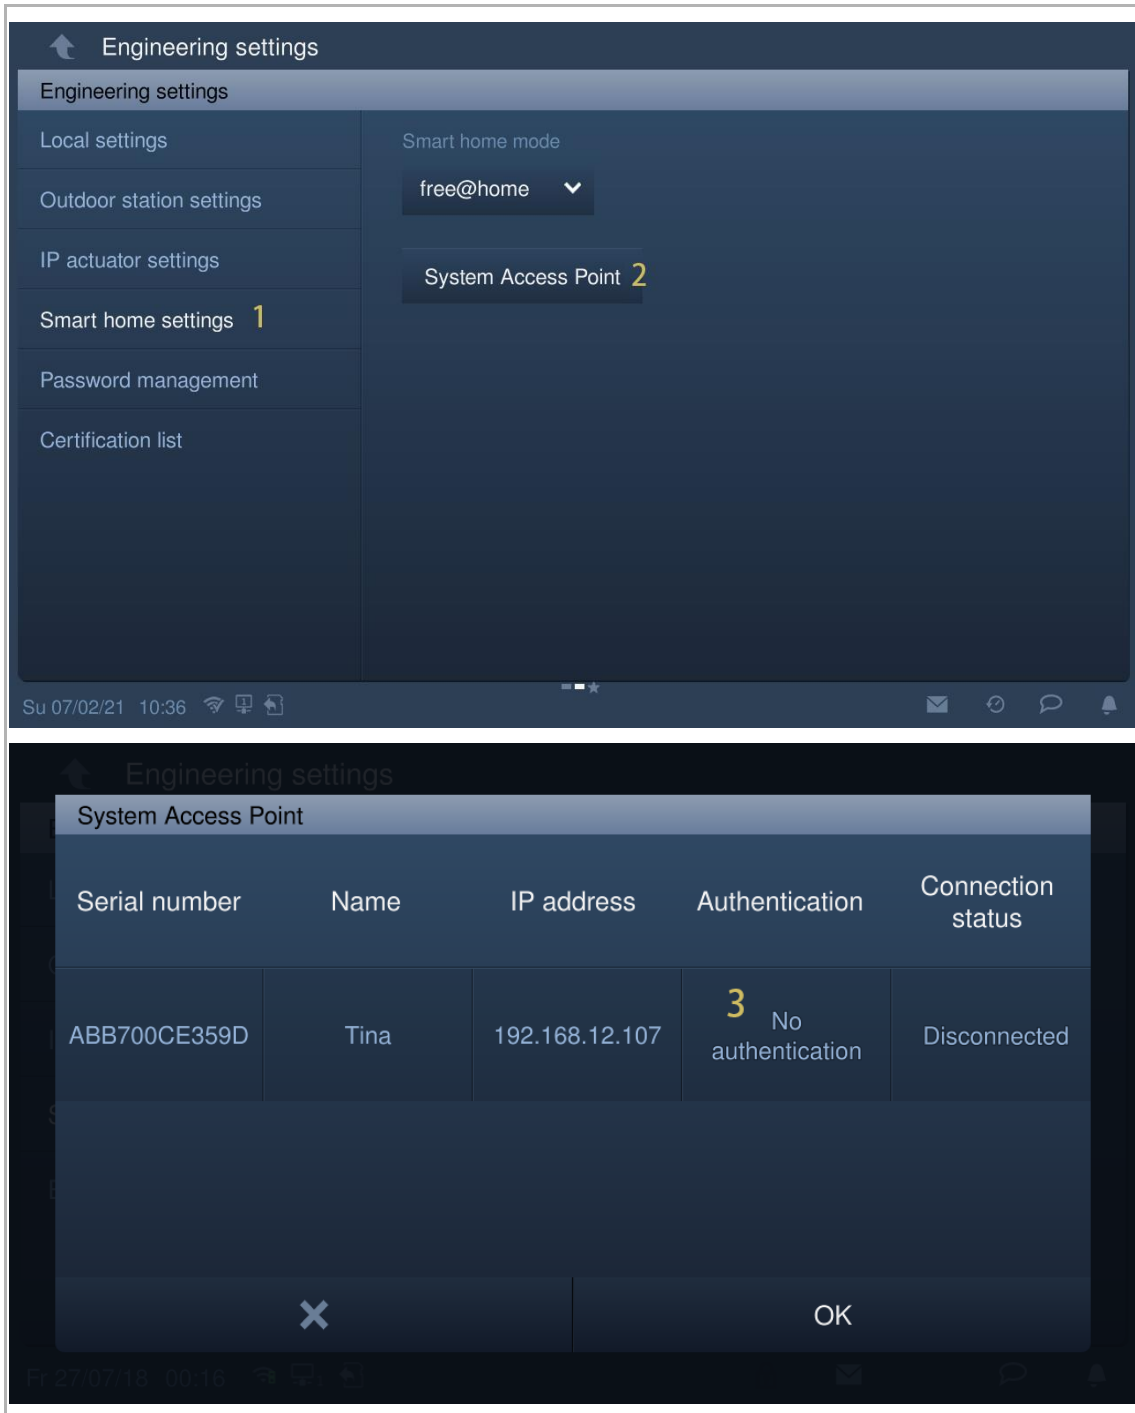 Engineering settings
Engineering settings
Local settings
Outdoor station settings
IP actuator settings
Smart home settings 1
Password management
Certification list
Smart home mode
free@home
System Access Point 2
Su 07/02/21 10:36
Engineering settings
System Access Point
Serial number Name IP address Authentication Connection
status
ABB700CE359D Tina 192.168.12.107 3 No
authentication Disconnected
OK
Fr 27/07/18 00:16